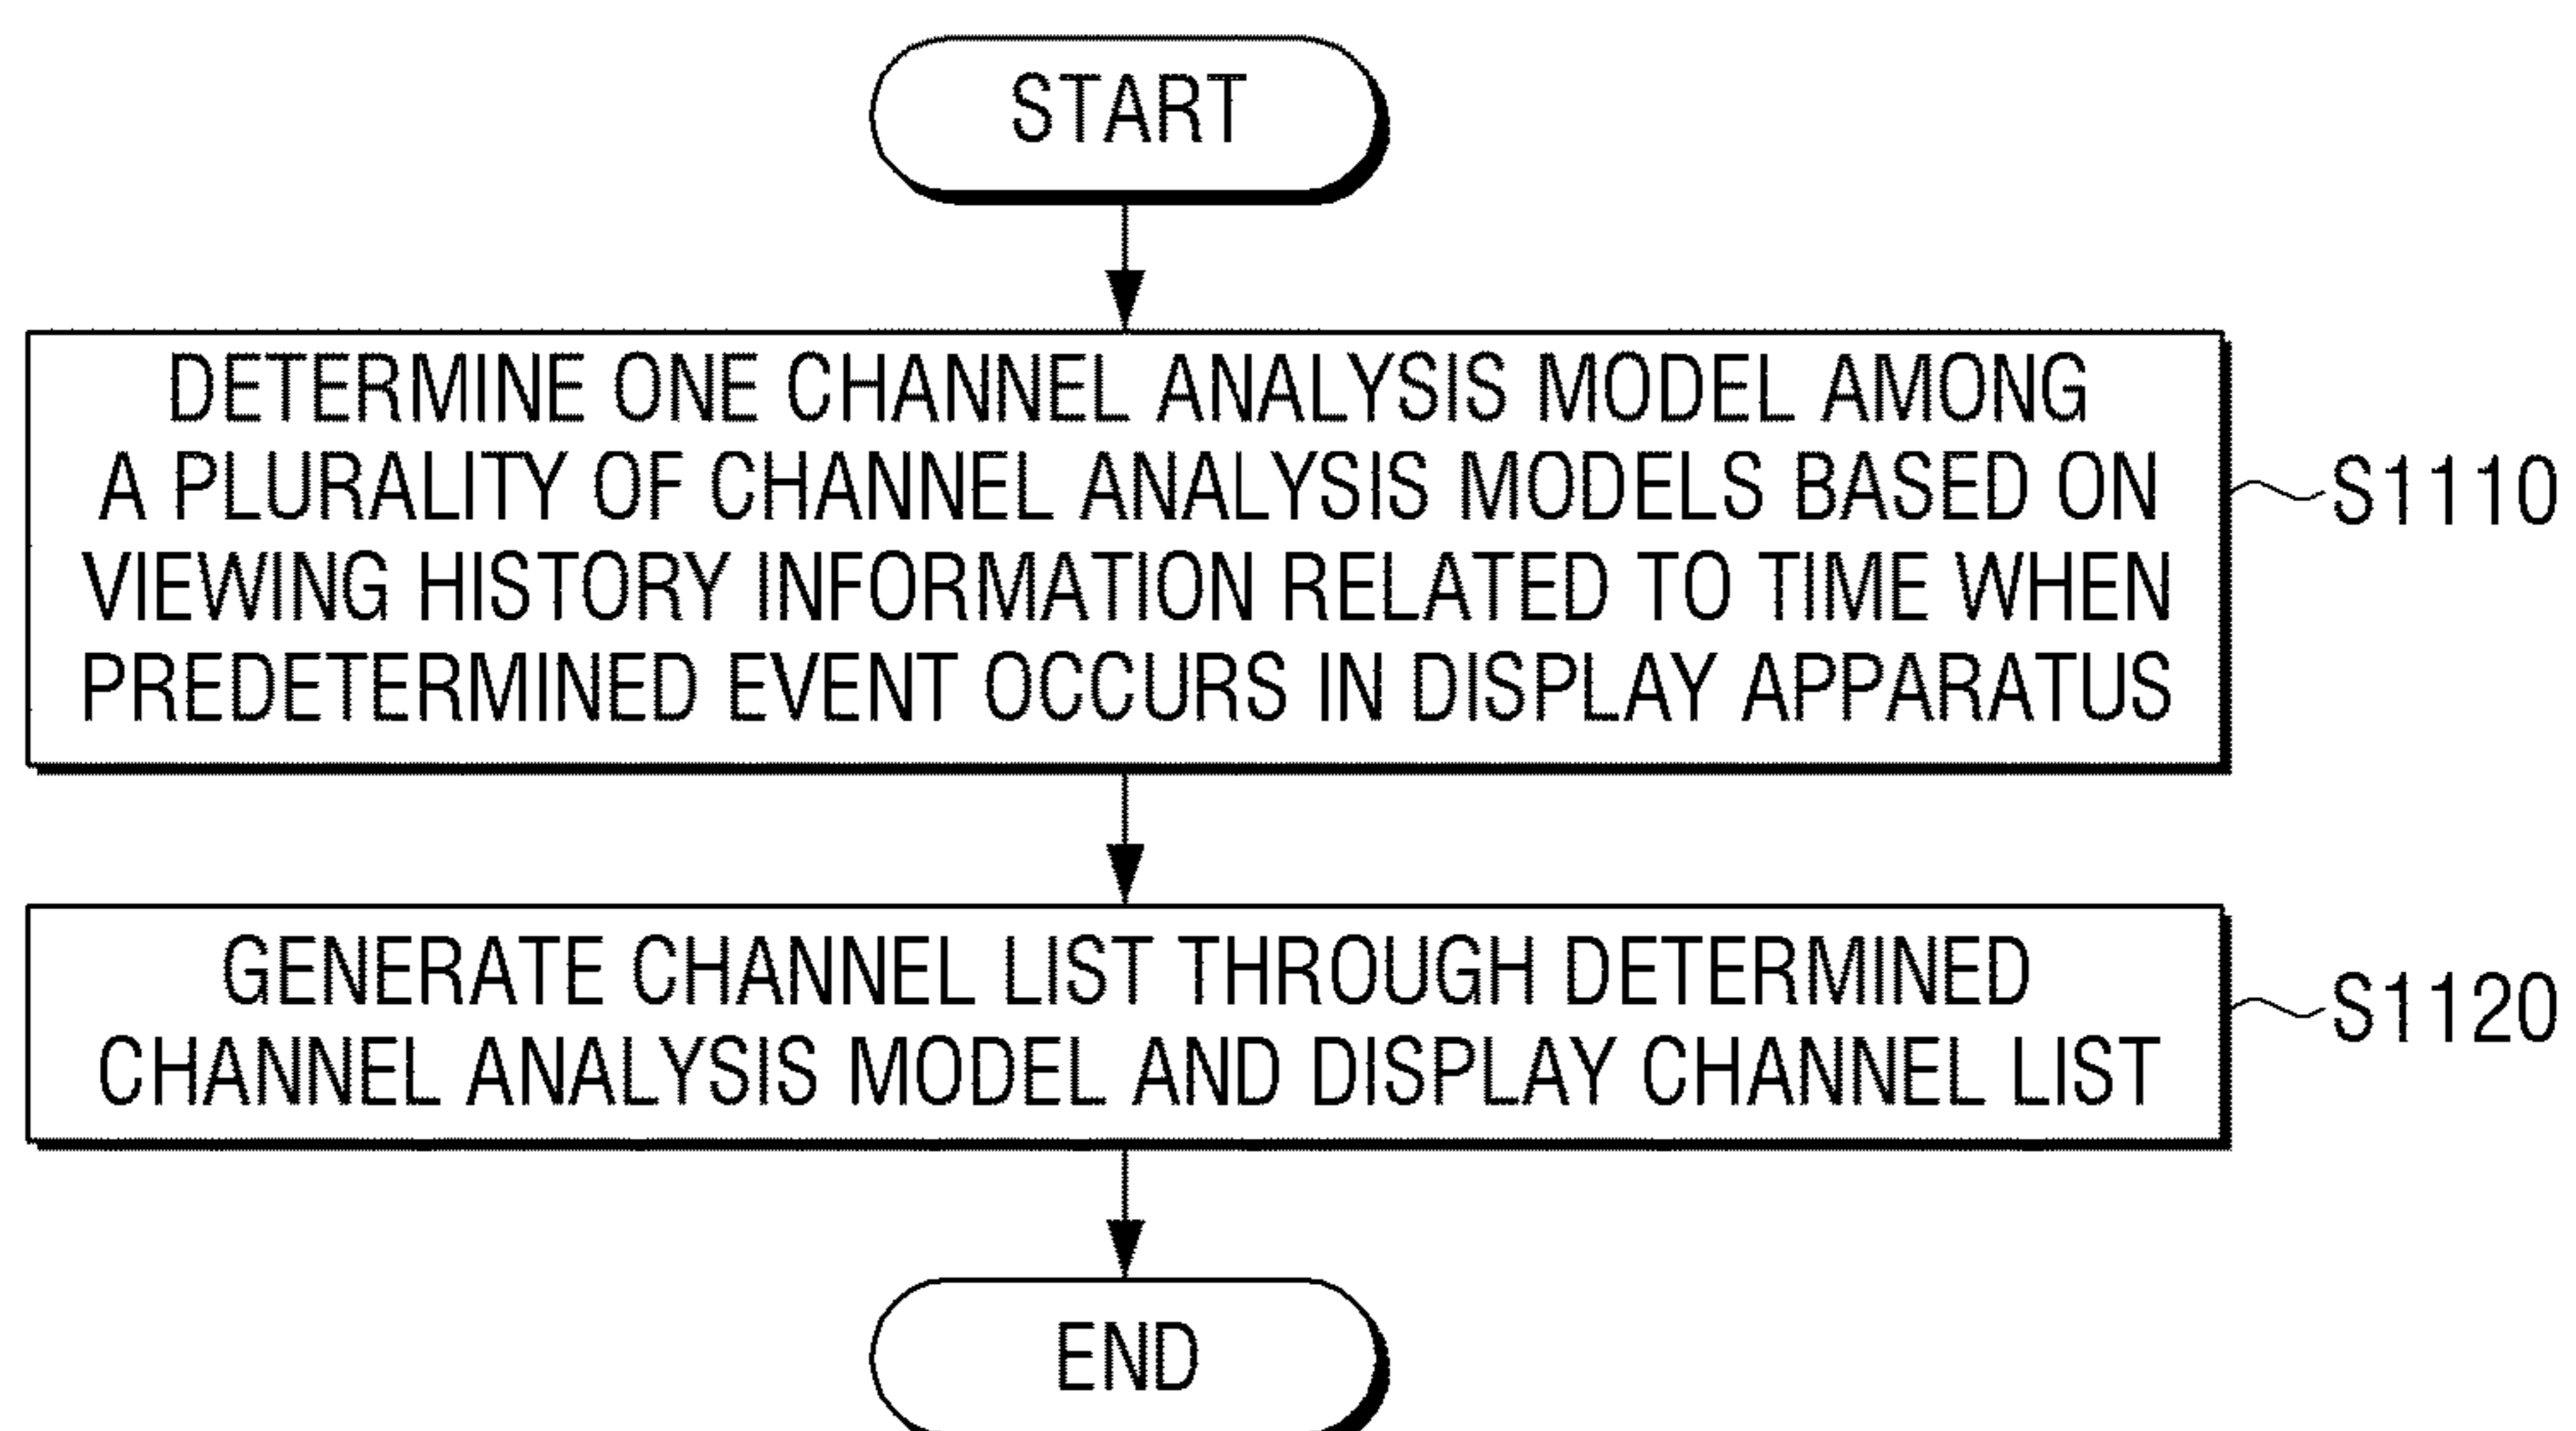 START
DETERMINE ONE CHANNEL ANALYSIS MODEL AMONG
A PLURALITY OF CHANNEL ANALYSIS MODELS BASED ON
VIEWING HISTORY INFORMATION RELATED TO TIME WHEN
PREDETERMINED EVENT OCCURS IN DISPLAY APPARATUS
S1110
GENERATE CHANNEL LIST THROUGH DETERMINED
CHANNEL ANALYSIS MODEL AND DISPLAY CHANNEL LIST
S1120
END